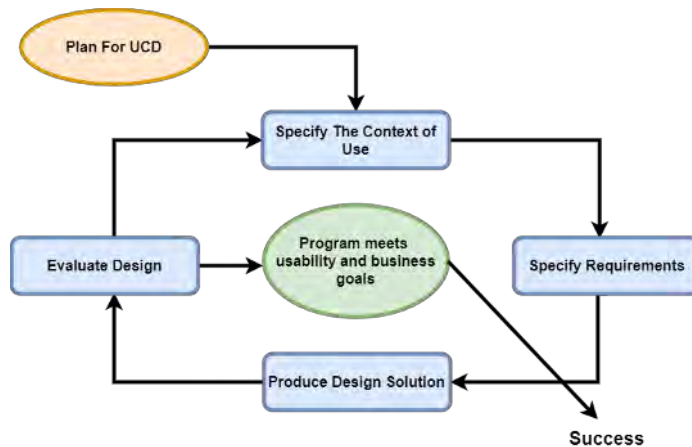 Plan For UCD
Specify The Context of
Use
Evaluate Design
Program meets
usability and business
goals
Specify Requirements
Produce Design Solution
Success